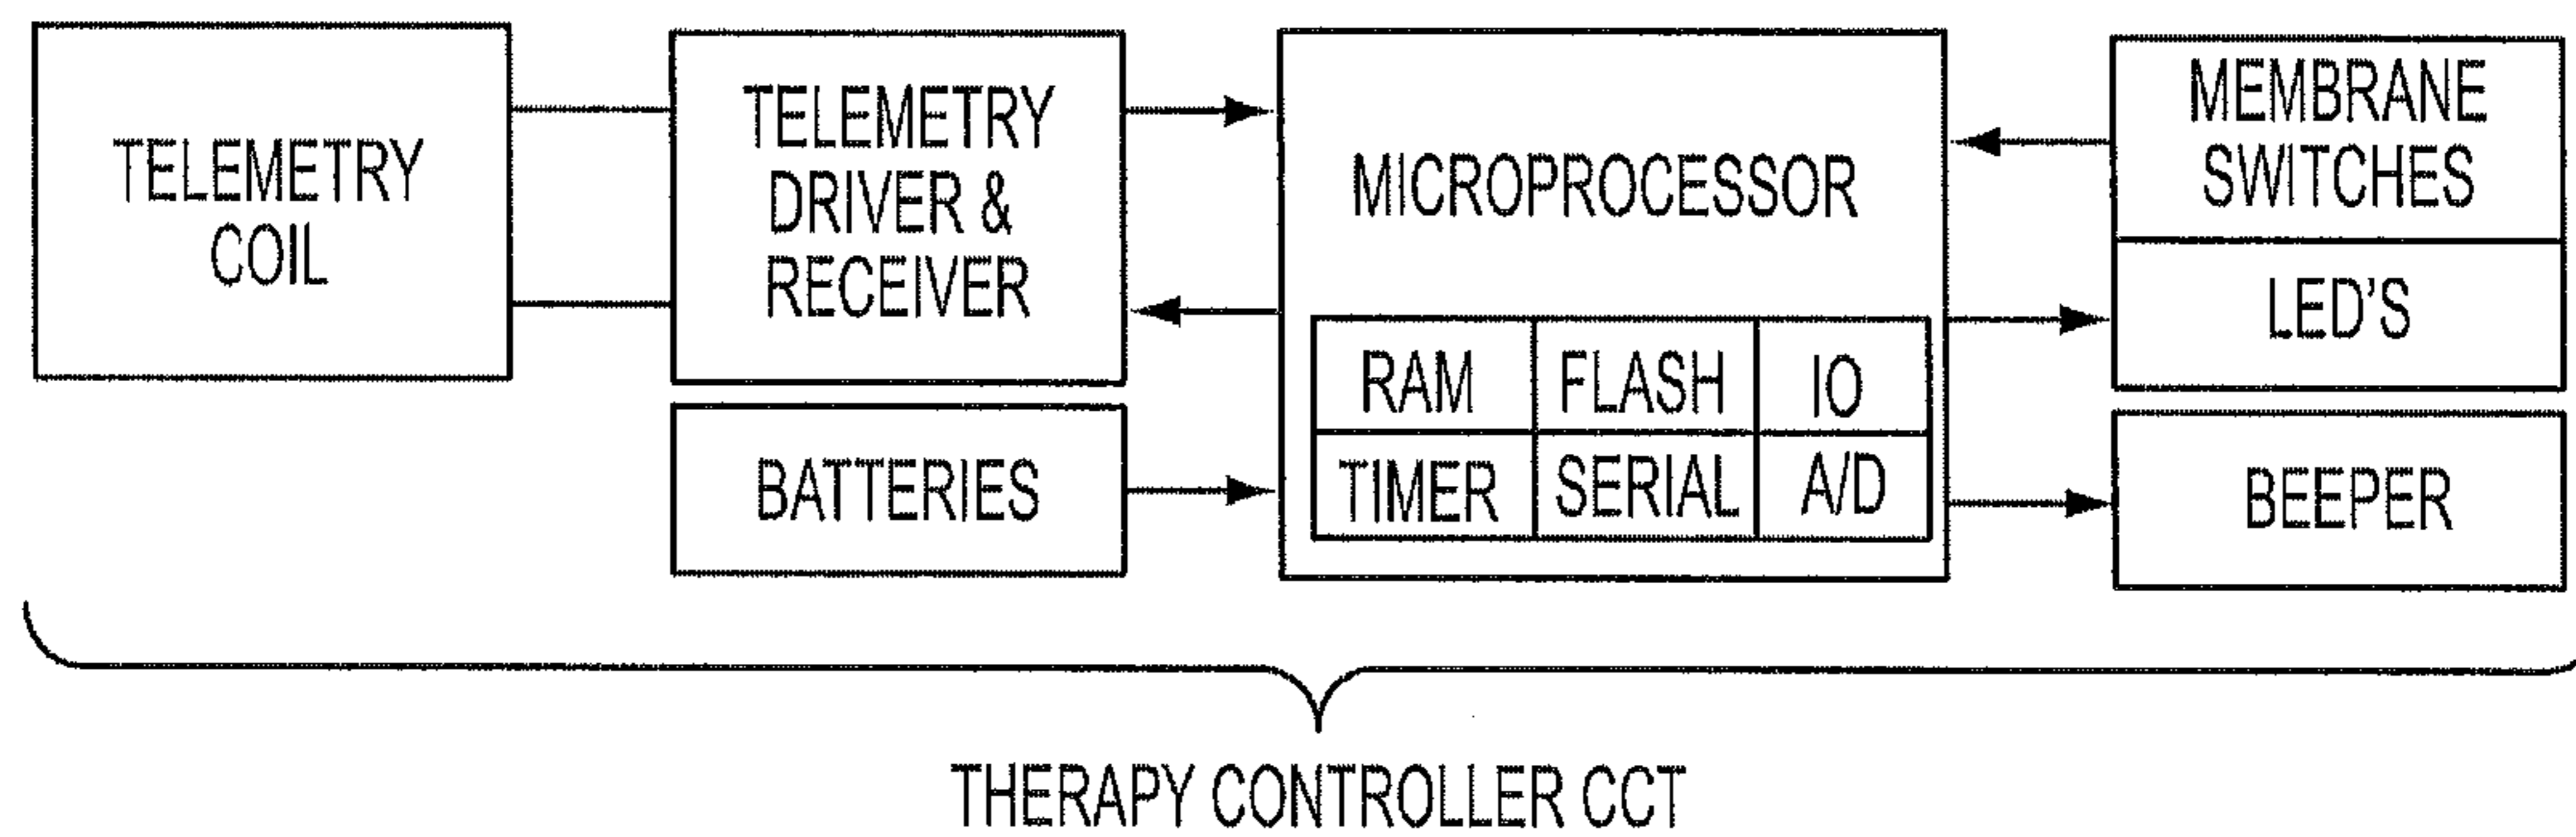 TELEMETRY
COIL
TELEMETRY
DRIVER &
RECEIVER
BATTERIES
MICROPROCESSOR
RAM FLASH IO
TIMER SERIAL A/D
MEMBRANE
SWITCHES
LED'S
BEEPER
THERAPY CONTROLLER CCT